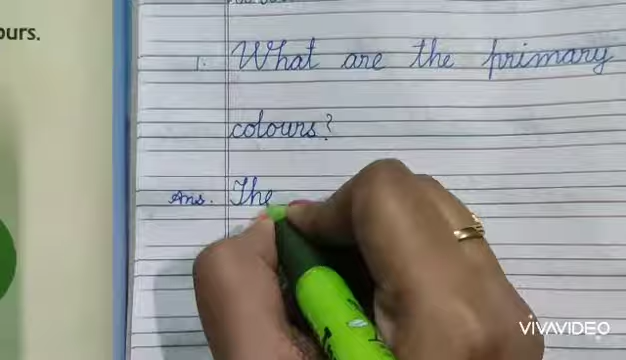 ours.
1. What are the primary
colours?
Ans. The
VIVAVIDEO